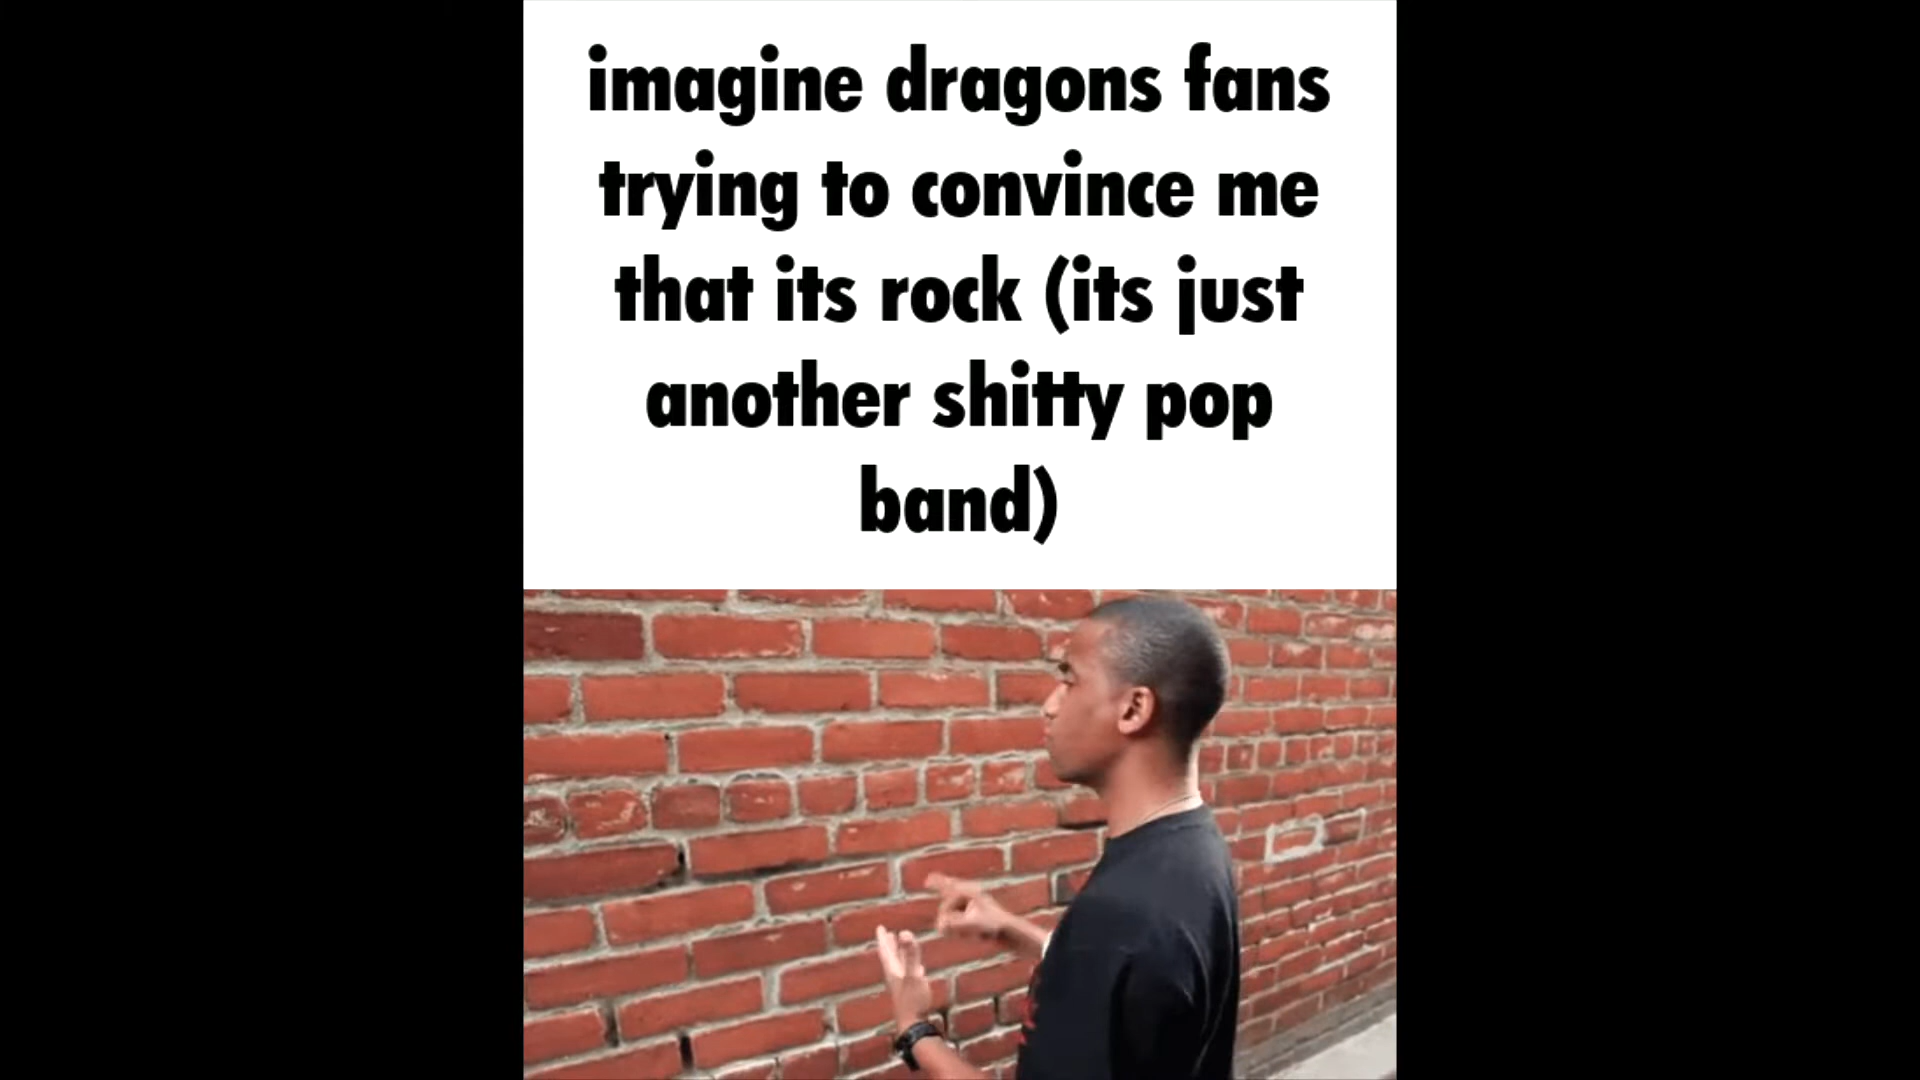 imagine dragons fans
trying to convince me
that its rock (its just
another shitty pop
band)